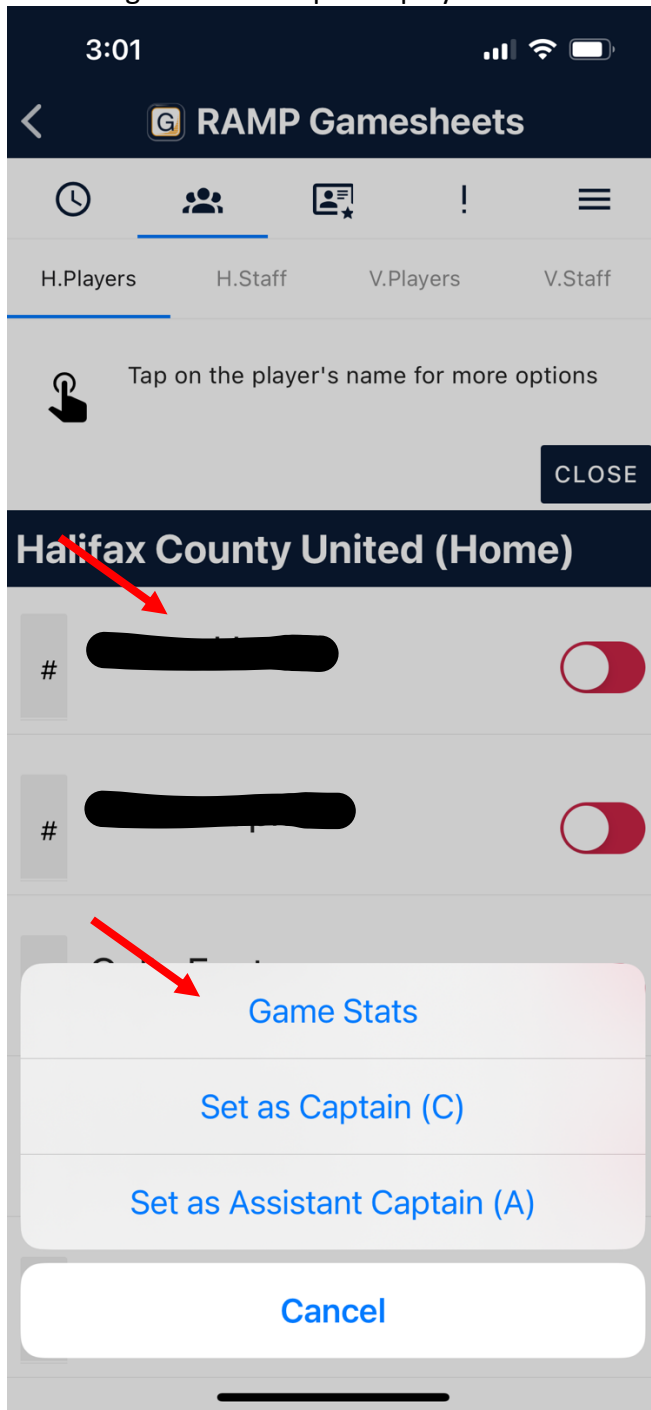 3:01
G RAMP Gamesheets
!
H.Players H.Staff V.Players V.Staff
Tap on the player's name for more options
CLOSE
Halifax County United (Home)
#
#
Game Stats
Set as Captain (C)
Set as Assistant Captain (A)
Cancel